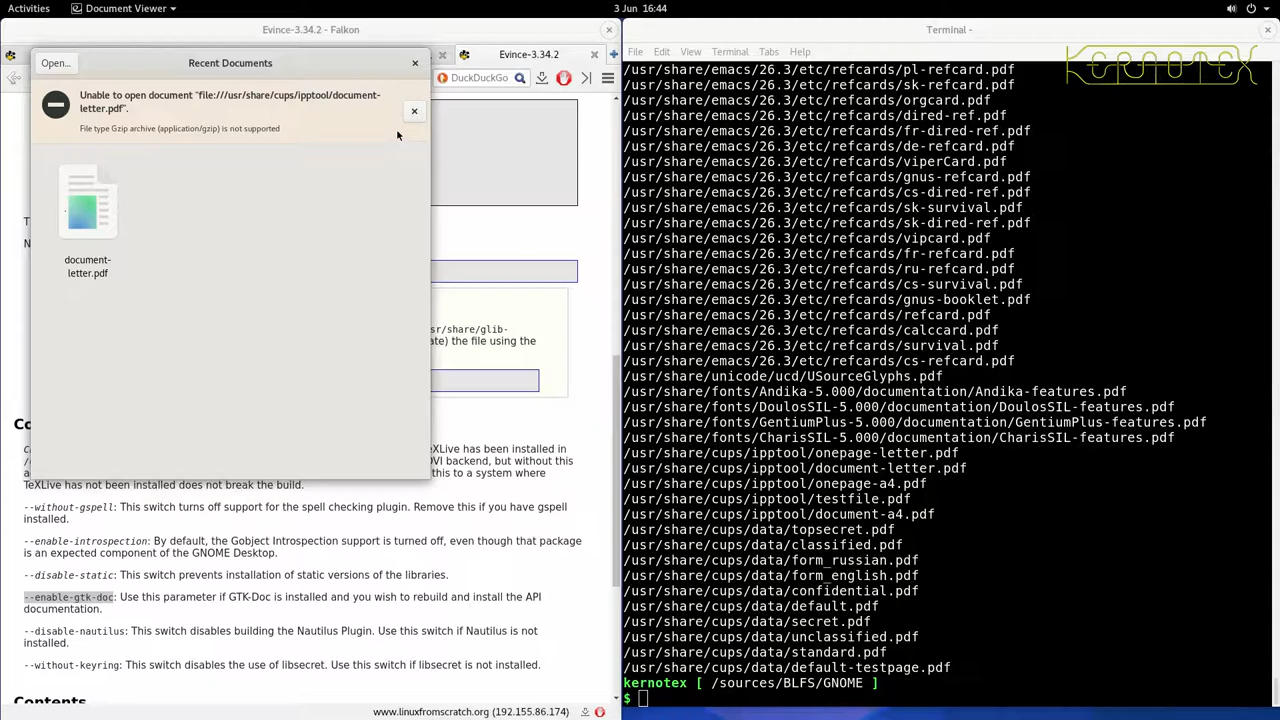 Activities
Document Viewer
3 Jun 16:44
Evince-3.34.2 - Falkon
Evince-3.34.2
DuckDuckGo
Open...
Recent Documents
Unable to open document "file:///usr/share/cups/ipptool/document-
letter.pdf".
File type Gzip archive (application/gzip) is not supported
document-
letter.pdf
T
N
sr/share/glib-
ate) the file using the
Co
eXLive has been installed in
OVI backend, but without this
this to a system where
TeXLive has not been installed does not break the build.
--without-gspell: This switch turns off support for the spell checking plugin. Remove this if you have gspell
installed.
--enable-introspection: By default, the Gobject Introspection support is turned off, even though that package
is an expected component of the GNOME Desktop.
--disable-static: This switch prevents installation of static versions of the libraries.
--enable-gtk-doc: Use this parameter if GTK-Doc is installed and you wish to rebuild and install the API
documentation.
--disable-nautilus: This switch disables building the Nautilus Plugin. Use this switch if Nautilus is not
installed.
--without-keyring: This switch disables the use of libsecret. Use this switch if libsecret is not installed.
Contents
www.linuxfromscratch.org (192.155.86.174)
Terminal -
File Edit View Terminal Tabs Help
KERNOTEX
/usr/share/emacs/26.3/etc/refcards/pl-refcard.pdf
/usr/share/emacs/26.3/etc/refcards/sk-refcard.pdf
/usr/share/emacs/26.3/etc/refcards/orgcard.pdf
/usr/share/emacs/26.3/etc/refcards/dired-ref.pdf
/usr/share/emacs/26.3/etc/refcards/fr-dired-ref.pdf
/usr/share/emacs/26.3/etc/refcards/de-refcard.pdf
/usr/share/emacs/26.3/etc/refcards/viperCard.pdf
/usr/share/emacs/26.3/etc/refcards/gnus-refcard.pdf
/usr/share/emacs/26.3/etc/refcards/cs-dired-ref.pdf
/usr/share/emacs/26.3/etc/refcards/sk-survival.pdf
/usr/share/emacs/26.3/etc/refcards/sk-dired-ref.pdf
/usr/share/emacs/26.3/etc/refcards/vipcard.pdf
/usr/share/emacs/26.3/etc/refcards/fr-refcard.pdf
/usr/share/emacs/26.3/etc/refcards/ru-refcard.pdf
/usr/share/emacs/26.3/etc/refcards/cs-survival.pdf
/usr/share/emacs/26.3/etc/refcards/gnus-booklet.pdf
/usr/share/emacs/26.3/etc/refcards/refcard.pdf
/usr/share/emacs/26.3/etc/refcards/calccard.pdf
/usr/share/emacs/26.3/etc/refcards/survival.pdf
/usr/share/emacs/26.3/etc/refcards/cs-refcard.pdf
/usr/share/unicode/ucd/USourceGlyphs.pdf
/usr/share/fonts/Andika-5.000/documentation/Andika-features.pdf
/usr/share/fonts/DoulosSIL-5.000/documentation/DoulosSIL-features.pdf
/usr/share/fonts/GentiumPlus-5.000/documentation/GentiumPlus-features.pdf
/usr/share/fonts/CharisSIL-5.000/documentation/CharisSIL-features.pdf
/usr/share/cups/ipptool/onepage-letter.pdf
/usr/share/cups/ipptool/document-letter.pdf
/usr/share/cups/ipptool/onepage-a4.pdf
/usr/share/cups/ipptool/testfile.pdf
/usr/share/cups/ipptool/document-a4.pdf
/usr/share/cups/data/topsecret.pdf
/usr/share/cups/data/classified.pdf
/usr/share/cups/data/form_russian.pdf
/usr/share/cups/data/form_english.pdf
/usr/share/cups/data/confidential.pdf
/usr/share/cups/data/default.pdf
/usr/share/cups/data/secret.pdf
/usr/share/cups/data/unclassified.pdf
/usr/share/cups/data/standard.pdf
/usr/share/cups/data/default-testpage.pdf
kernotex [ /sources/BLFS/GNOME ]
$